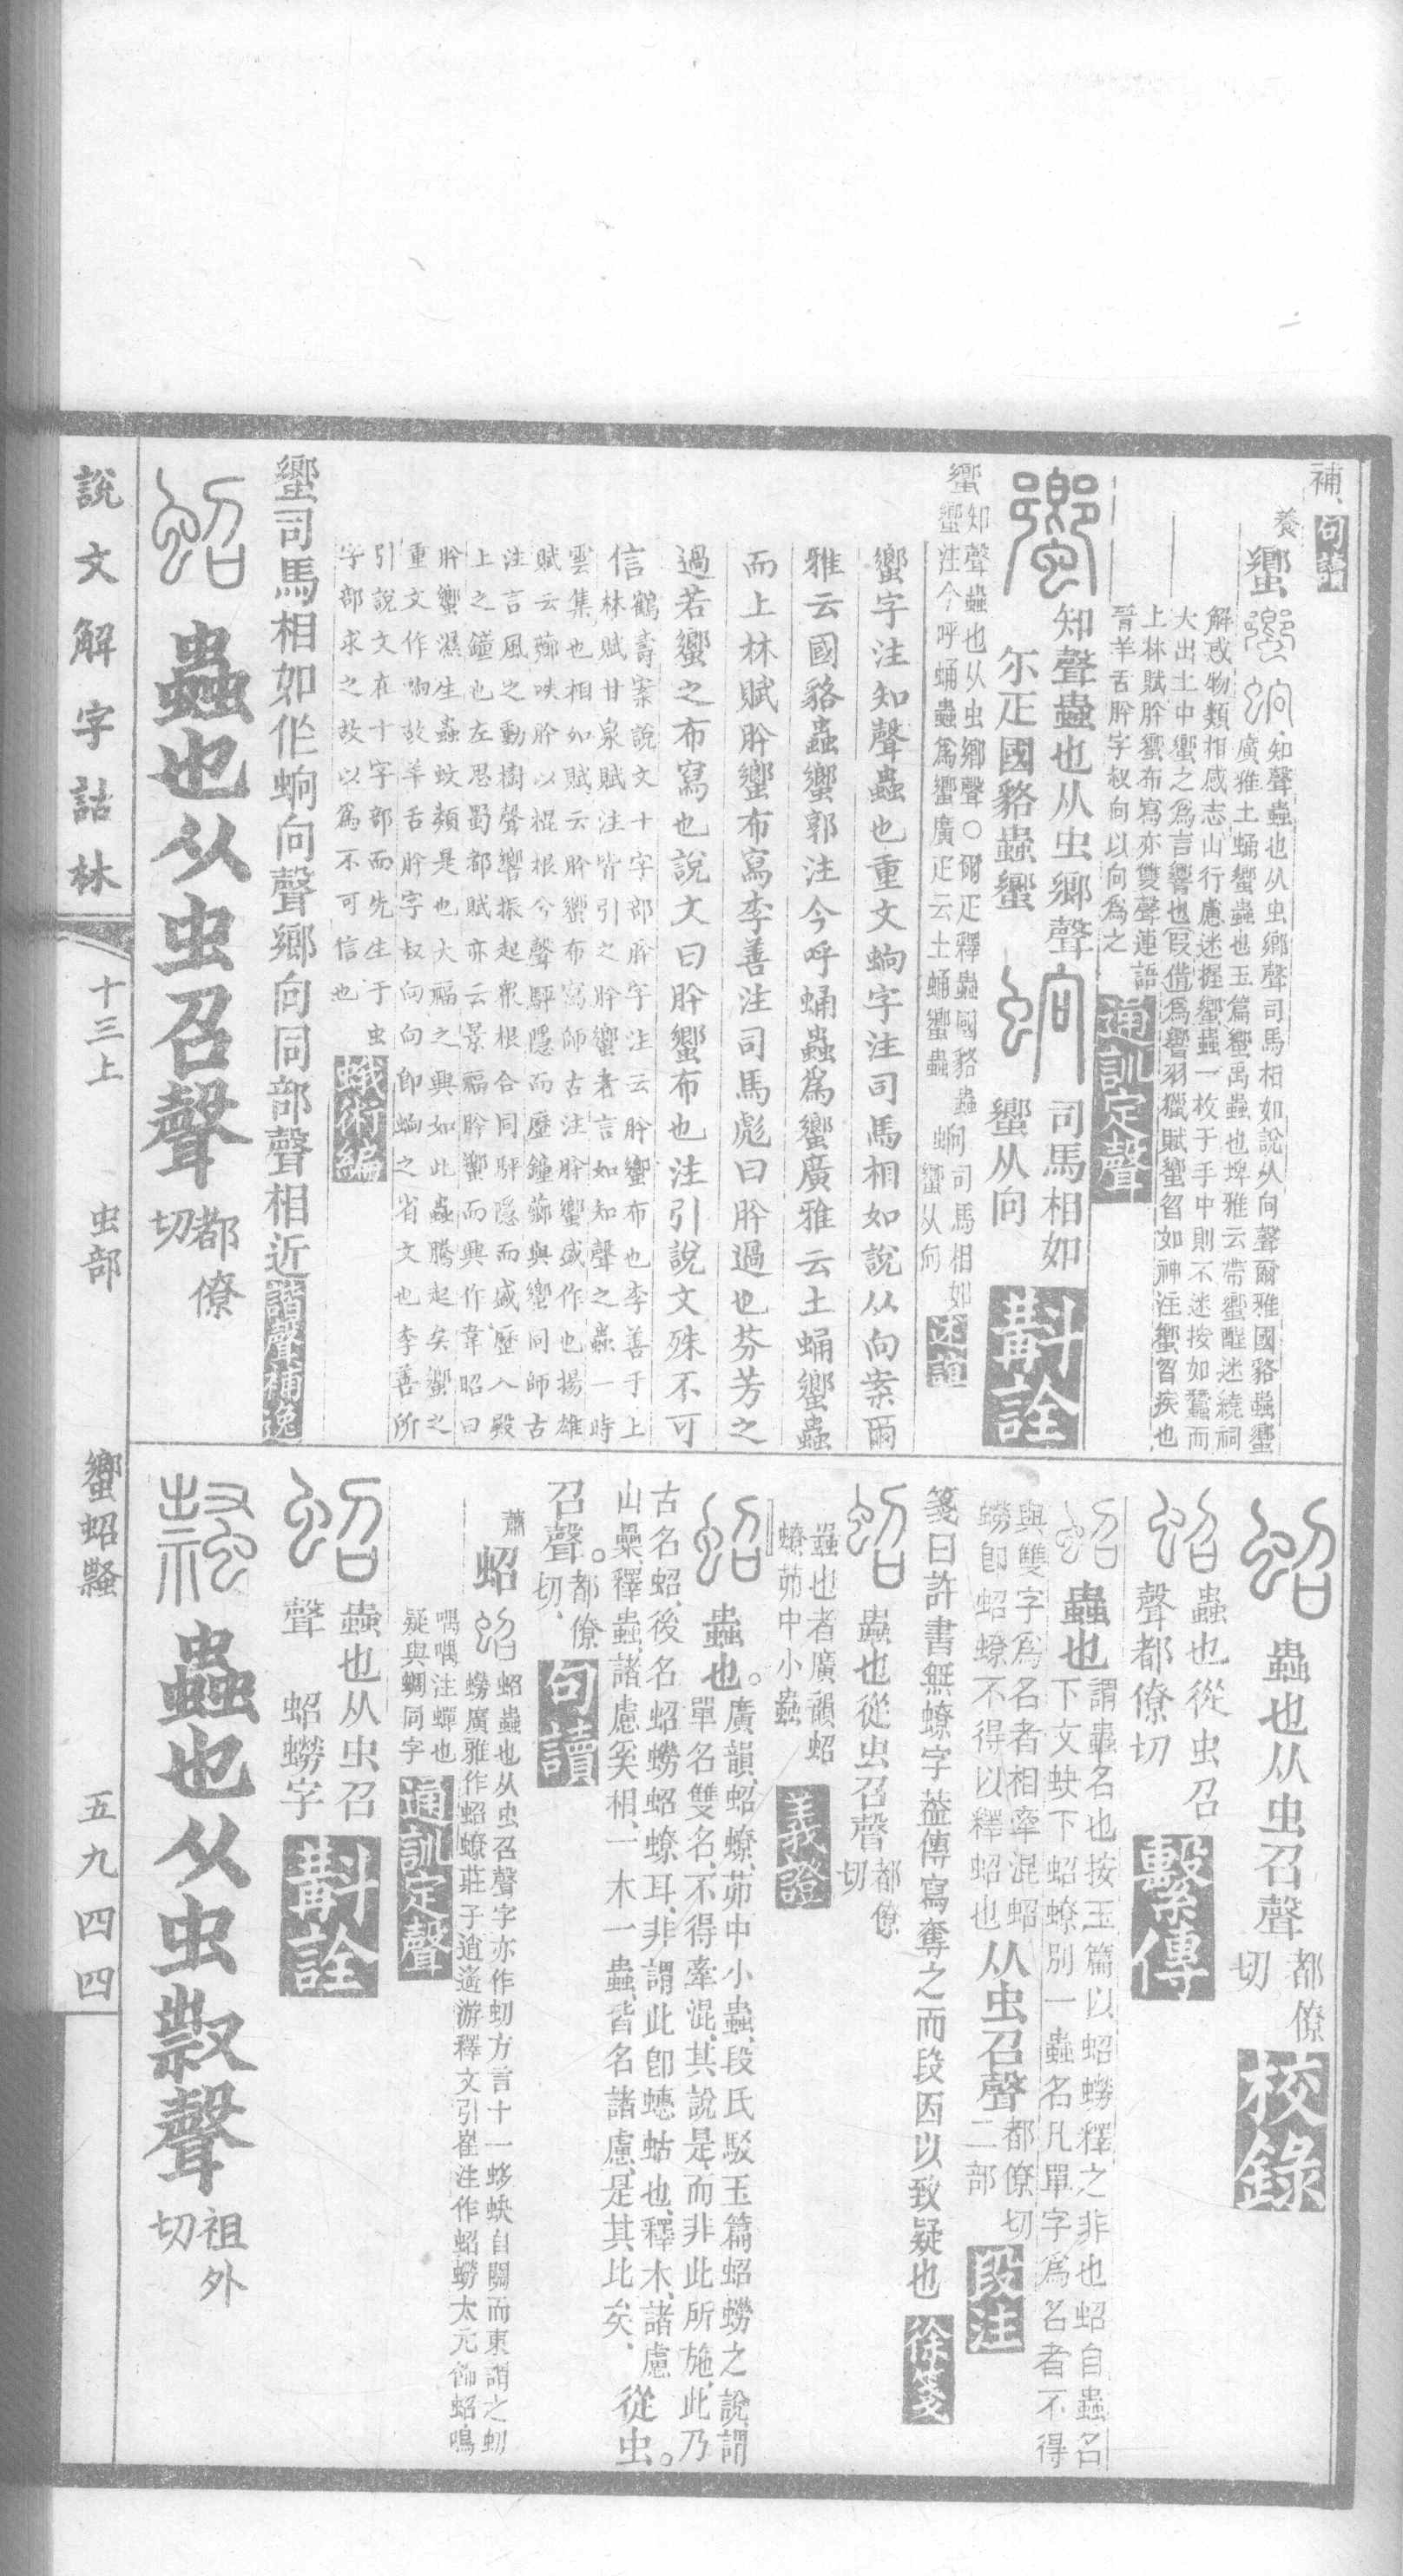 補、句讀
養蠁蠁蚼知聲蟲也从虫鄉聲司馬相如說从向聲爾雅國貉蟲蠁
廣雅土蛹蠁蟲也玉篇蠁禹蟲也埤雅云帶蠁醒迷繞祠
解惑物類相感志山行慮迷握蠁蟲一枚于手中則不迷按如蠶而
大出土中蠁之爲言響也假借爲響羽獵賦蠁曶如神注蠁曶疾也
上林賦肸蠁布寫亦雙聲連語
晉羊舌肸字叔向以向爲之通訓定聲
蠁知聲蟲也从虫鄉聲蚼司馬相如
尒疋國貉蟲蠁蠁从向斠詮
蠁知聲蟲也从虫鄉聲○爾疋釋蟲國貉蟲蚼司馬相如
蠁注今呼蛹蟲爲蠁廣疋云土蛹蠁蟲蠁从向述誼
蠁字注知聲蟲也重文蚼字注司馬相如說从向案爾
雅云國貉蟲蠁郭注今呼蛹蟲爲蠁廣雅云土蛹蠁蟲
而上林賦肸蠁布寫李善注司馬彪曰肸過也芬芳之
過若蠁之布寫也說文曰肸蠁布也注引說文殊不可
信鶴壽案說文十字部肸字注云肸蠁布也李善于上
林賦甘泉賦注皆引之肸蠁者言如知聲之蟲一時
雲集也相如賦云肸蠁布寫師古注肸蠁盛作也揚雄
賦云薌呹肸以棍根兮聲駍隱而歷鐘薌與蠁同師古
注言風之動樹聲響振起衆根合同駍隱而盛歷入殿
上之鐘也左思蜀都賦亦云景福肸蠁而興作韋昭曰
肸蠁濕生蟲蚊類是也大福之興如此蟲騰起矣蠁之
重文作蚼故羊舌肸字叔向向卽蚼之省文也李善所
引說文在十字部而先生于虫
字部求之故以爲不可信也蛾術編
蠁司馬相如作蚼向聲鄉向同部聲相近諧聲補逸
蛁蟲也从虫召聲都僚切
蛁蟲也从虫召聲都僚切校錄
蛁蟲也從虫召
聲都僚切繫傳
蛁蟲也謂蟲名也按玉篇以蛁蟧釋之非也蛁自蟲名
下文蚗下蛁蟟別一蟲名凡單字爲名者不得
與雙字爲名者相牽混蛁
蟧卽蛁蟟不得以釋蛁也从虫召聲都僚切二部段注
箋曰許書無蟟字葢傳寫奪之而段因以致疑也徐箋
蛁蟲也從虫召聲都僚切
蟲也者廣韻蛁
蟟茆中小蟲義證
蛁蟲也。廣韻、蛁蟟、茆中小蟲、段氏駁玉篇蛁蟧之說、謂
單名雙名、不得牽混、其說是、而非此所施、此乃
古名蛁、後名蛁蟧蛁蟟耳、非謂此卽蟪蛄也、釋木、諸慮
山櫐、釋蟲、諸慮奚相、一木一蟲、皆名諸慮、是其比矣、從虫。
召聲。都僚切、句讀
蕭蛁蛁蛁蟲也从虫召聲字亦作虭方言十一蛥蚗自關而東謂之虭
蟧廣雅作蛁蟟莊子逍遙游釋文引崔注作蛁蟧太元飾蛁鳴
喁喁注蟬也
疑與蜩同字通訓定聲
蛁蟲也从虫召
聲蛁蟧字斠詮
蟲也从虫㱽聲祖外切
說文解字詁林
十三上
虫部
蠁蛁
五九四四